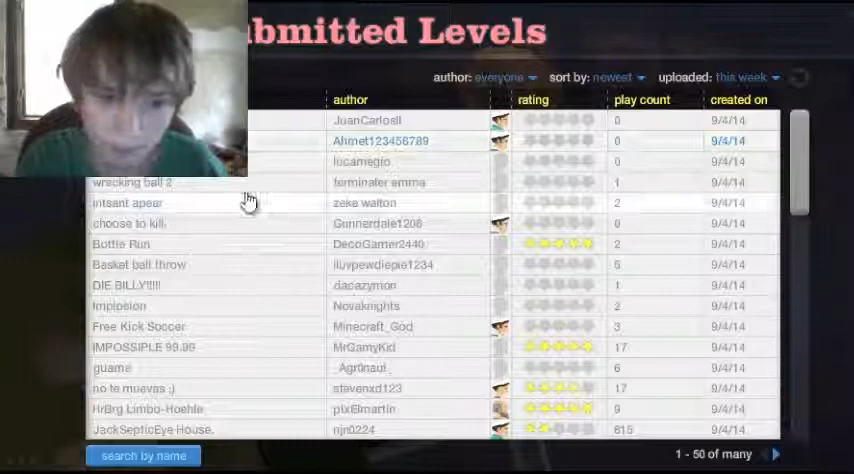 bmitted Levels
author: everyone sort by: newest uploaded: this week
author rating play count created on
JuanCarlosII 0 9/4/14
Ahmet123456789 0 9/4/14
lucamegio 0 9/4/14
wrecking ball 2 terminater emma 1 9/4/14
intsant apear zeke walton 2 9/4/14
choose to kill. Gunnerdale1206 0 9/4/14
Bottle Run DecoGamer2440 2 9/4/14
Basket ball throw iluvpewdiepie1234 5 9/4/14
DIE BILLY!!!!! dacazymon 1 9/4/14
Implosion Novaknights 2 9/4/14
Free Kick Soccer Minecraft_God 3 9/4/14
IMPOSSIPLE 99.99 MrGamyKid 17 9/4/14
guame _Agr0naut_ 6 9/4/14
no te muevas ;) stevenxd123 17 9/4/14
HrBrg Limbo-Hoehle pixElmartin 9 9/4/14
JackSepticEye House. njn0224 615 9/4/14
search by name 1 - 50 of many